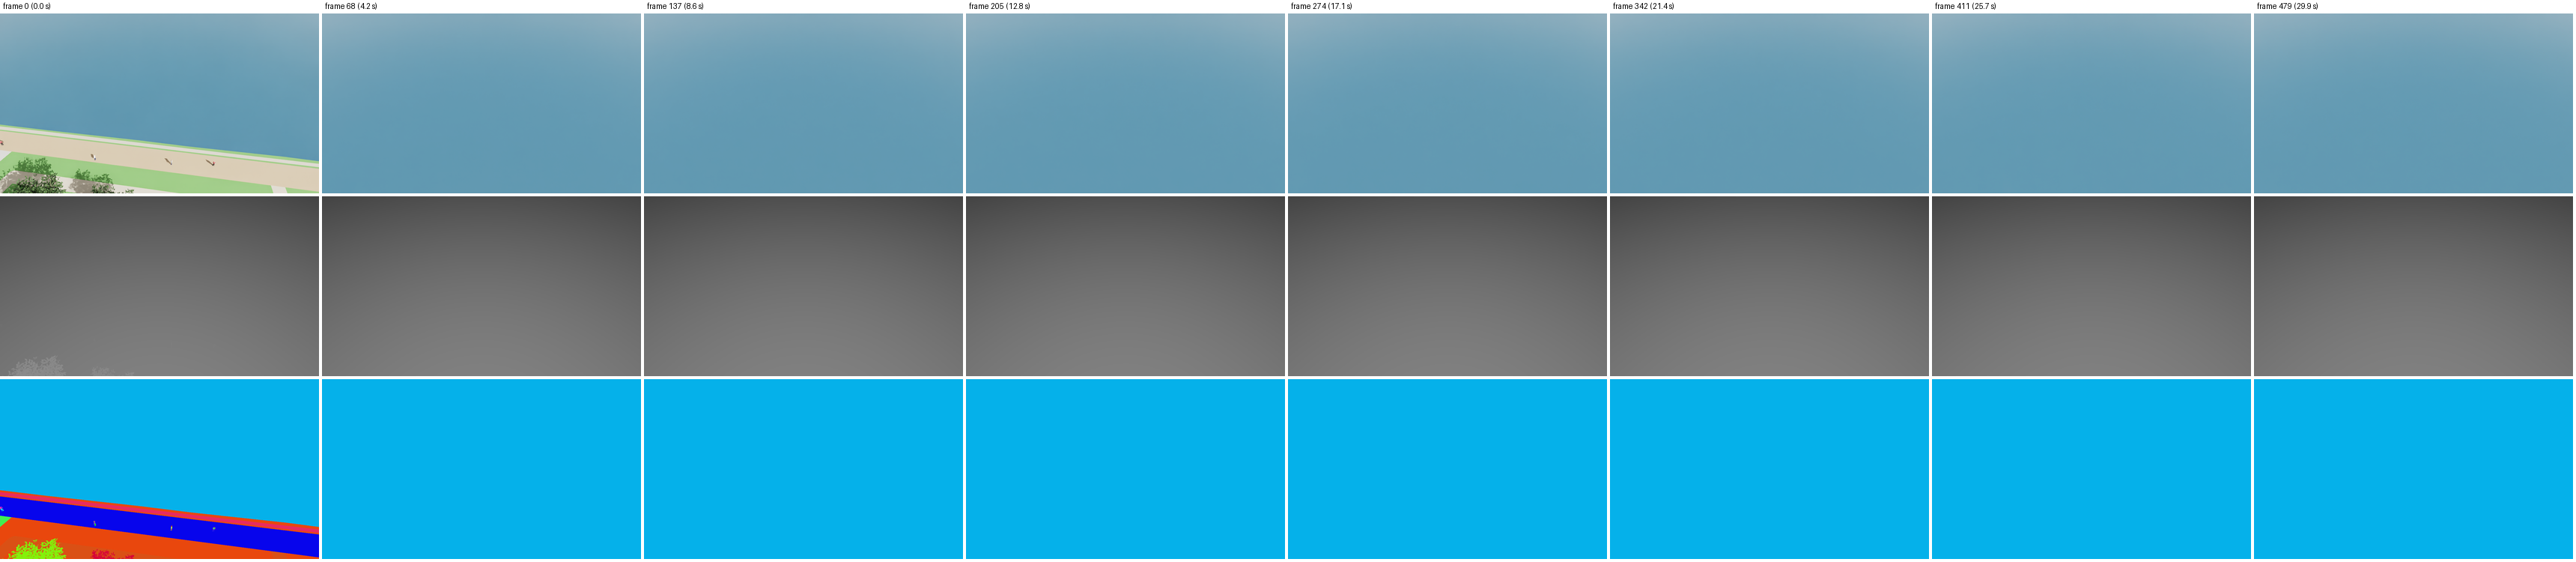 frame 0 (0.0 s)
frame 68 (4.2 s)
frame 137 (8.6 s)
frame 205 (12.8 s)
frame 274 (17.1 s)
frame 342 (21.4 s)
frame 411 (25.7 s)
frame 479 (29.9 s)